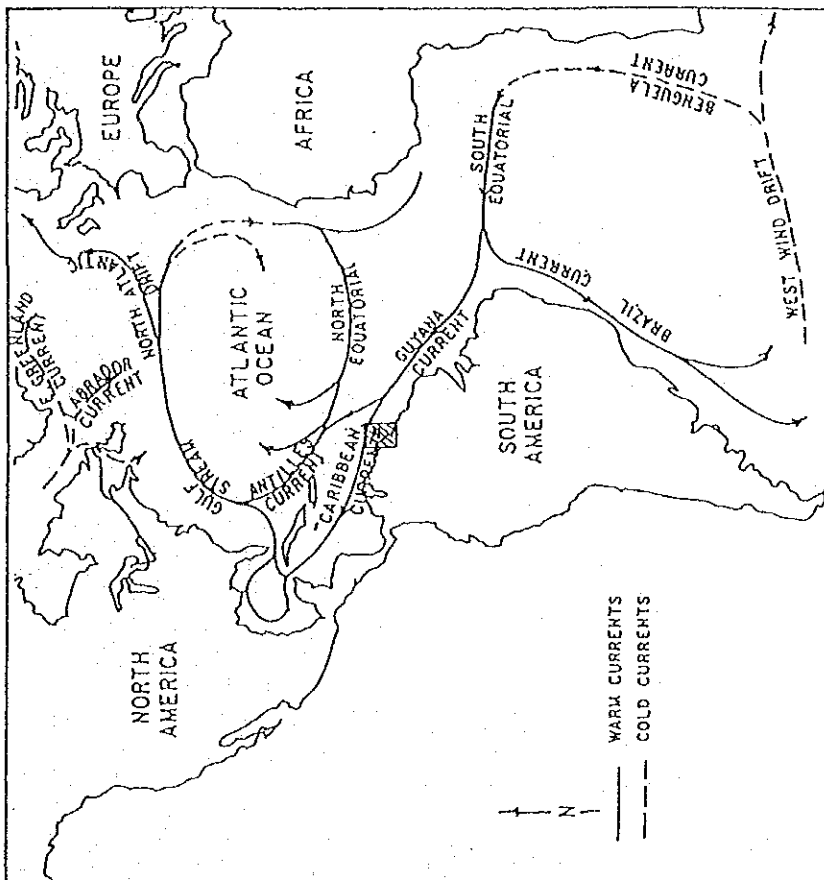 EUROPE
AFRICA
GREENLAND
CURRENT
LABRADOR
CURRENT
NORTH ATLANTIC
DRIFT
NORTH
AMERICA
ATLANTIC
OCEAN
GULF
STREAM
ANTILLES
CURRENT
NORTH
EQUATORIAL
CARIBBEAN
CURRENT
GUYANA
CURRENT
SOUTH
EQUATORIAL
BENGUELA
CURRENT
SOUTH
AMERICA
CURRENT
BRAZIL
WEST WIND DRIFT
N
WARM CURRENTS
COLD CURRENTS